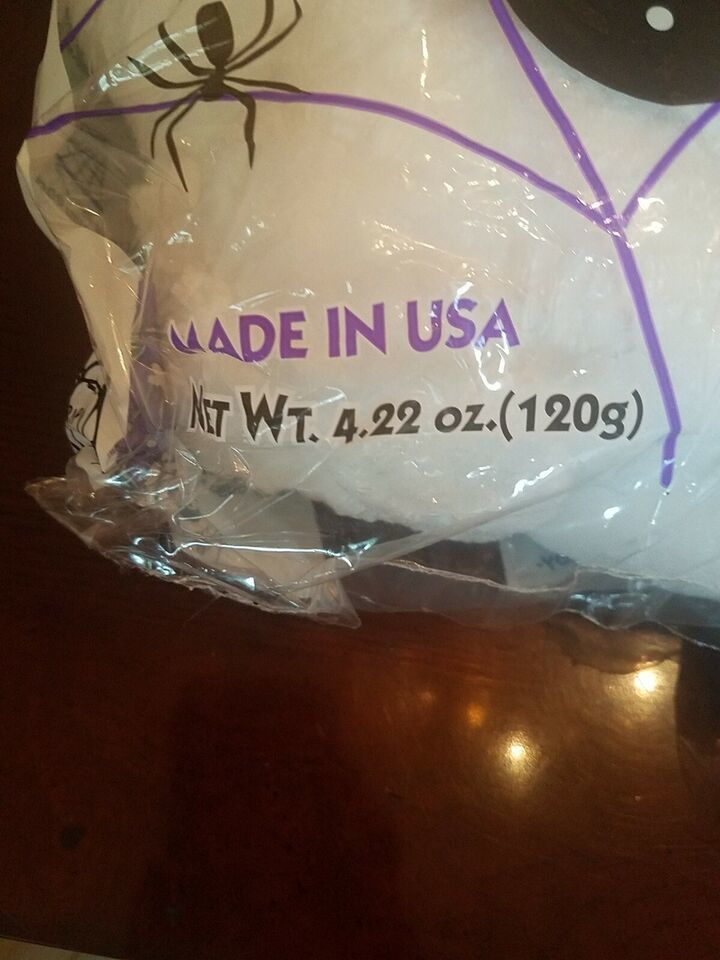 MADE IN USA
NET WT. 4.22 OZ.(120g)